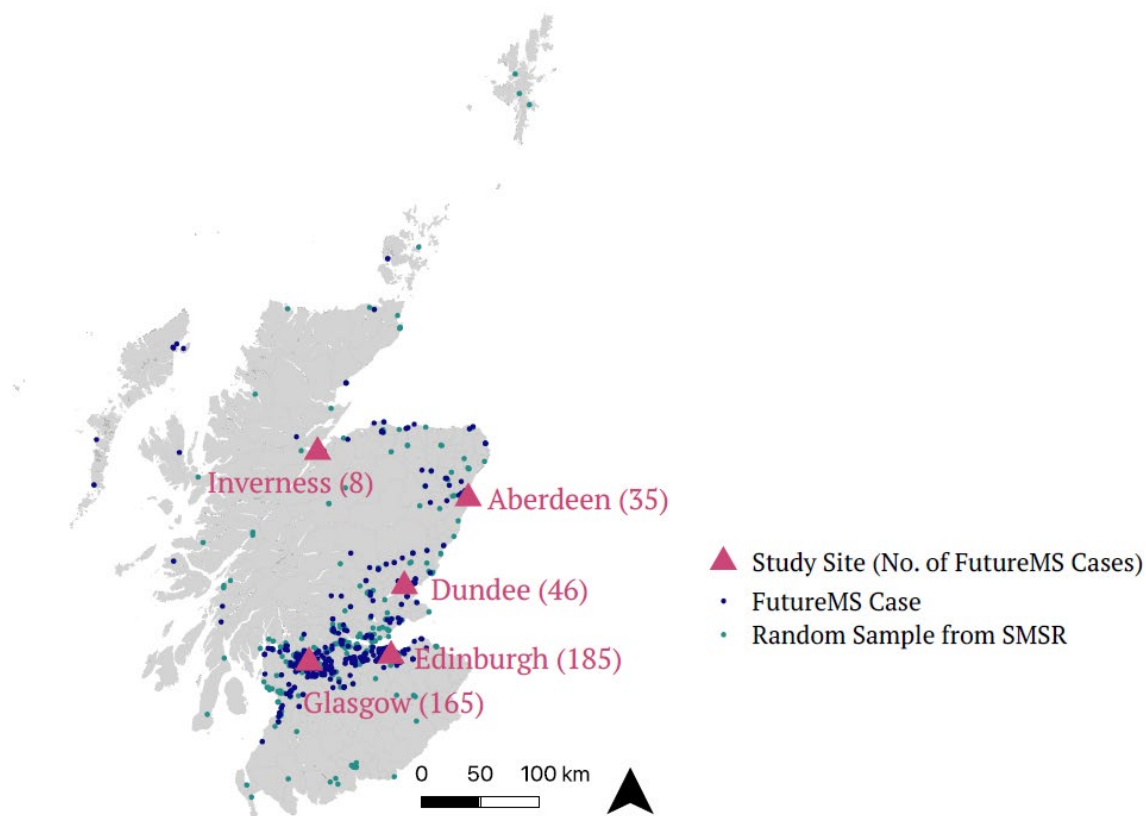 Inverness (8)
Aberdeen (35)
Study Site (No. of FutureMS Cases)
Dundee (46)
FutureMS Case
Random Sample from SMSR
Edinburgh (185)
Glasgow (165)
0 50 100 km